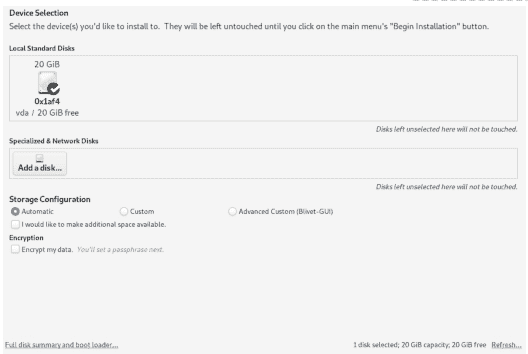 Device Selection
Select the device(s) you'd like to install to. They will be left untouched until you click on the main menu's "Begin Installation" button.
Local Standard Disks
20 GiB
0x1af4
vda / 20 GiB free
Disks left unselected here will not be touched.
Specialized & Network Disks
Add a disk...
Disks left unselected here will not be touched.
Storage Configuration
Automatic Custom Advanced Custom (Blivet-GUI)
I would like to make additional space available.
Encryption
Encrypt my data. You'll set a passphrase next.
Full disk summary and boot loader... 1 disk selected; 20 GiB capacity; 20 GiB free Refresh...